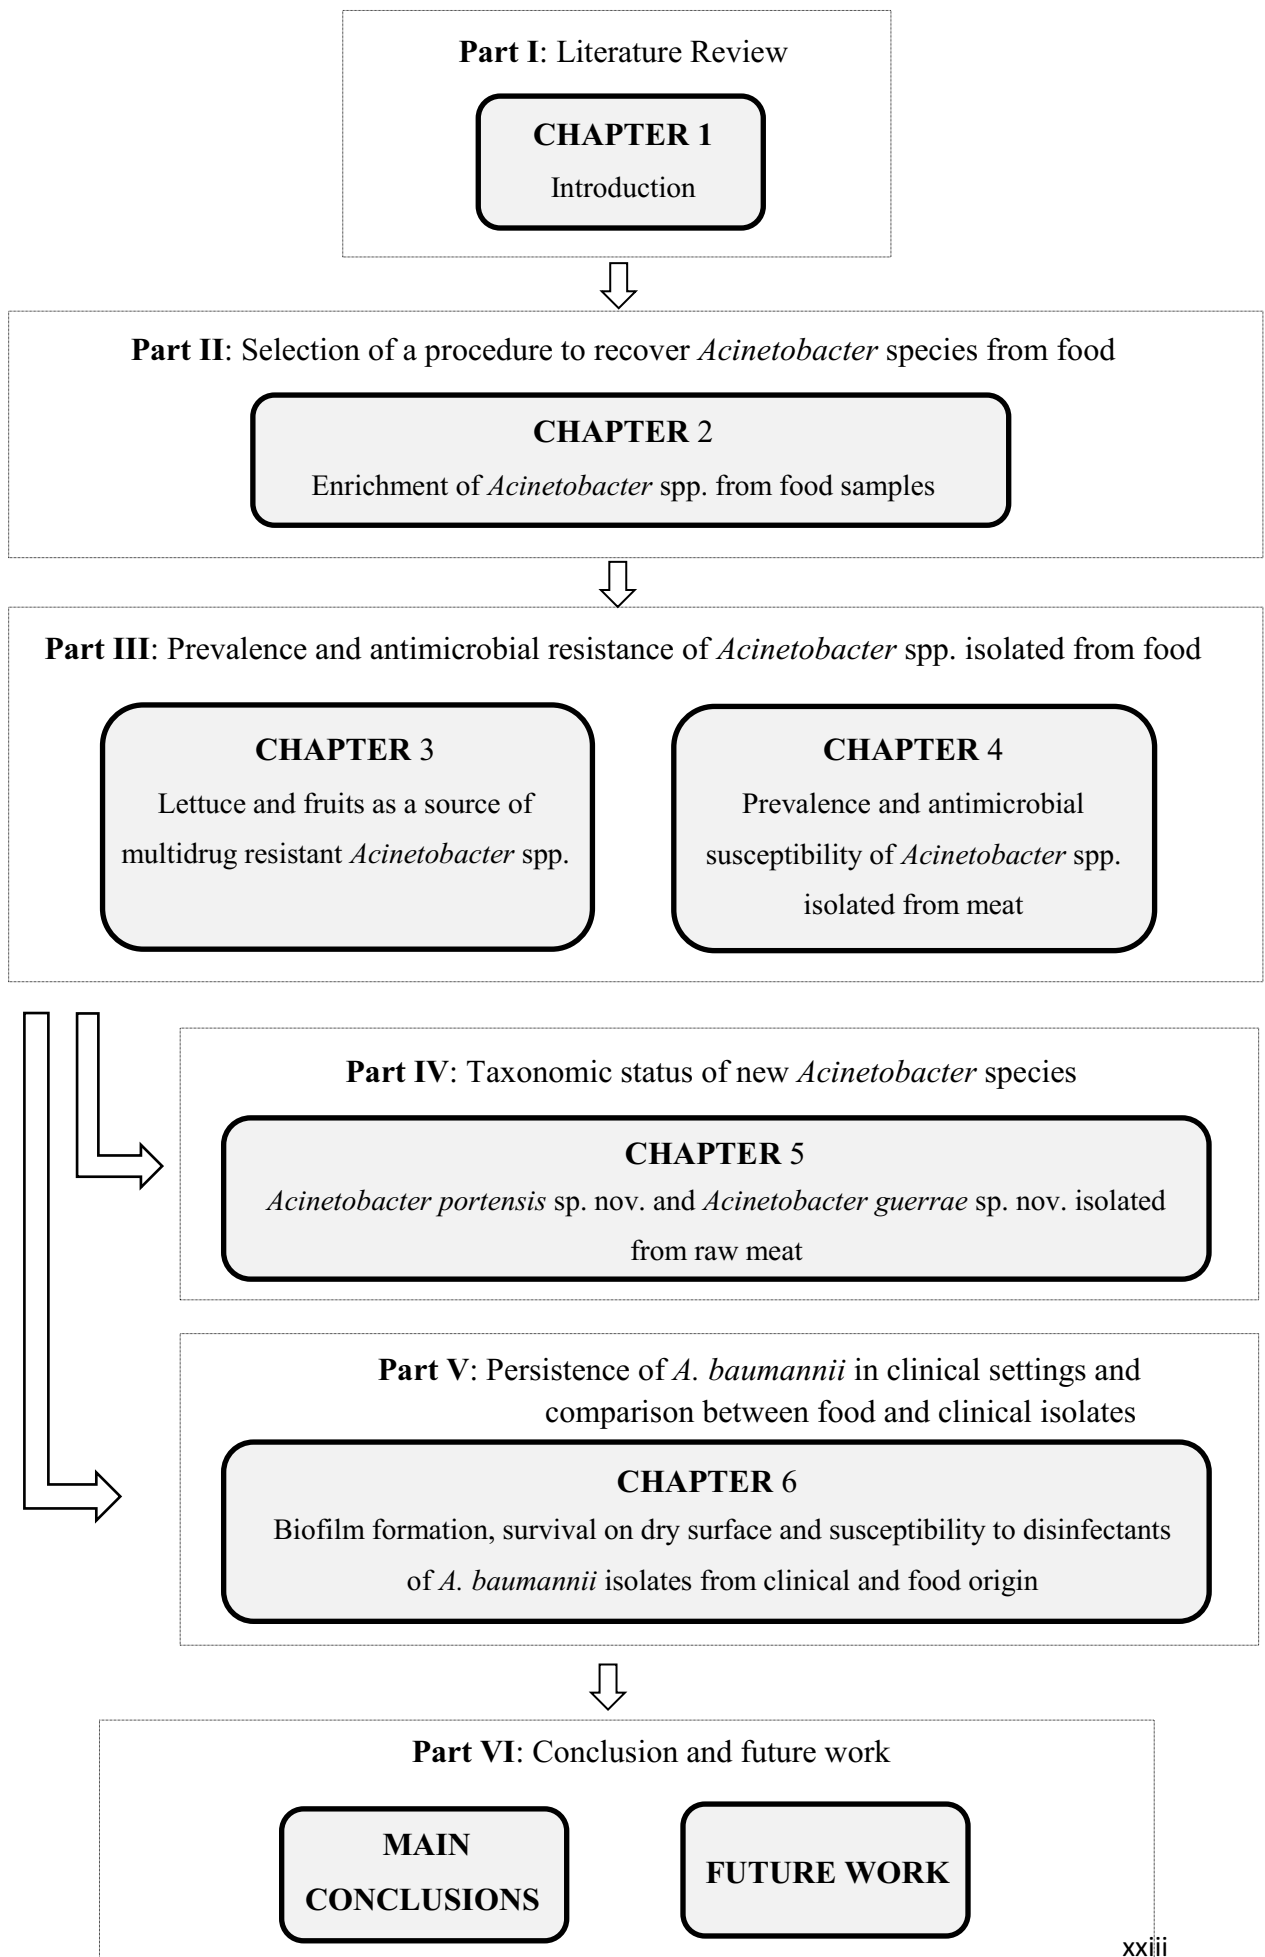 Part I: Literature Review
CHAPTER 1
Introduction
Part II: Selection of a procedure to recover Acinetobacter species from food
CHAPTER 2
Enrichment of Acinetobacter spp. from food samples
Part III: Prevalence and antimicrobial resistance of Acinetobacter spp. isolated from food
CHAPTER 3
Lettuce and fruits as a source of
multidrug resistant Acinetobacter spp.
CHAPTER 4
Prevalence and antimicrobial
susceptibility of Acinetobacter spp.
isolated from meat
Part IV: Taxonomic status of new Acinetobacter species
CHAPTER 5
Acinetobacter portensis sp. nov. and Acinetobacter guerrae sp. nov. isolated
from raw meat
Part V: Persistence of A. baumannii in clinical settings and
comparison between food and clinical isolates
CHAPTER 6
Biofilm formation, survival on dry surface and susceptibility to disinfectants
of A. baumannii isolates from clinical and food origin
Part VI: Conclusion and future work
MAIN
CONCLUSIONS
FUTURE WORK
xxiii